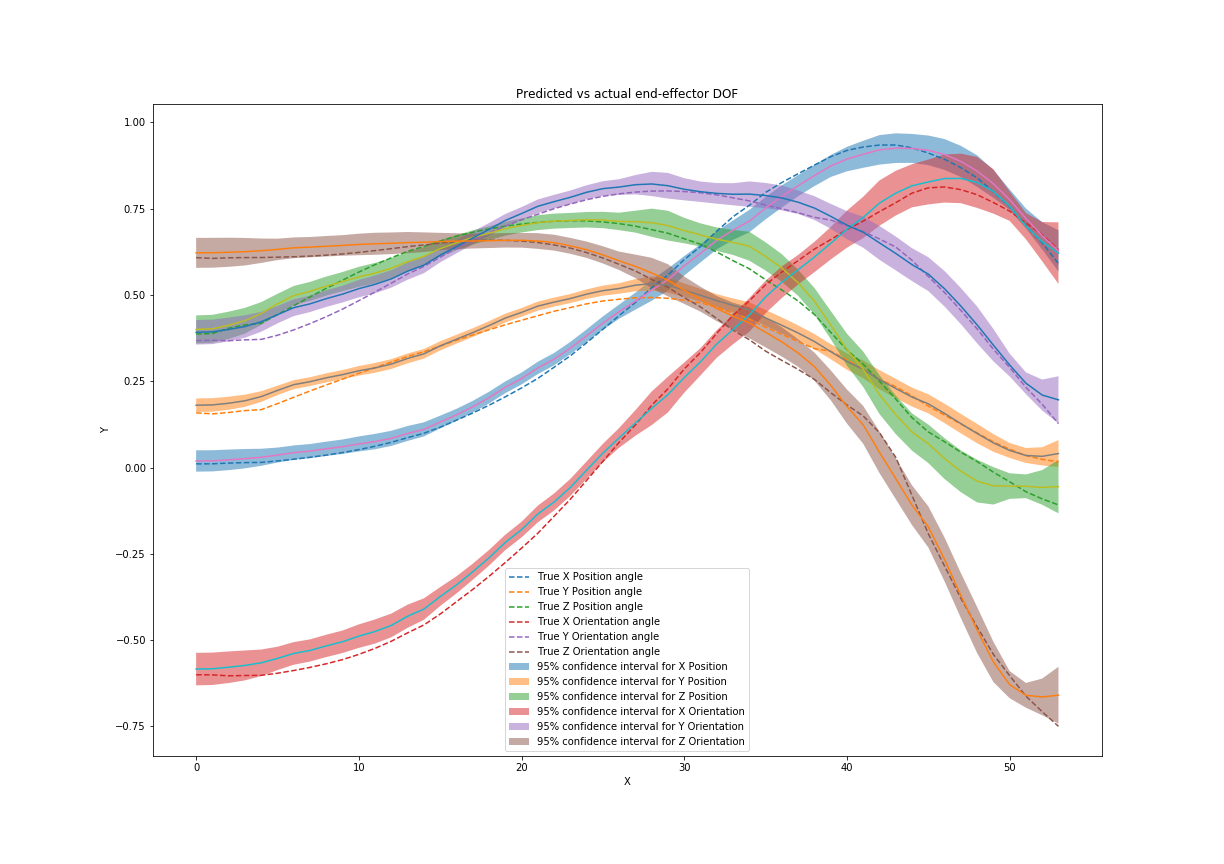 Predicted vs actual end-effector DOF
1.00
0.75
0.50
0.25
0.00
−0.25
−0.50
−0.75
Y
True X Position angle
True Y Position angle
True Z Position angle
True X Orientation angle
True Y Orientation angle
True Z Orientation angle
95% confidence interval for X Position
95% confidence interval for Y Position
95% confidence interval for Z Position
95% confidence interval for X Orientation
95% confidence interval for Y Orientation
95% confidence interval for Z Orientation
0 10 20 30 40 50
X